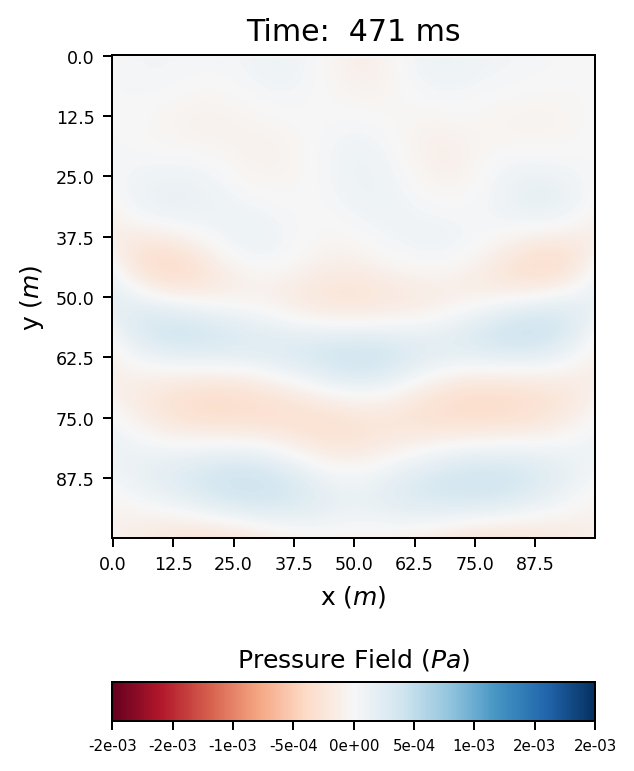 Time:  471 ms
0.0
12.5
25.0
37.5
50.0
62.5
75.0
87.5
y (m)
0.0 12.5 25.0 37.5 50.0 62.5 75.0 87.5
x (m)
Pressure Field (Pa)
-2e-03 -2e-03 -1e-03 -5e-04 0e+00 5e-04 1e-03 2e-03 2e-03